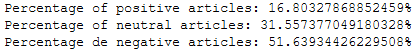 Percentage of positive articles: 16.80327868852459%
Percentage of neutral articles: 31.557377049180328%
Percentage de negative articles: 51.63934426229508%